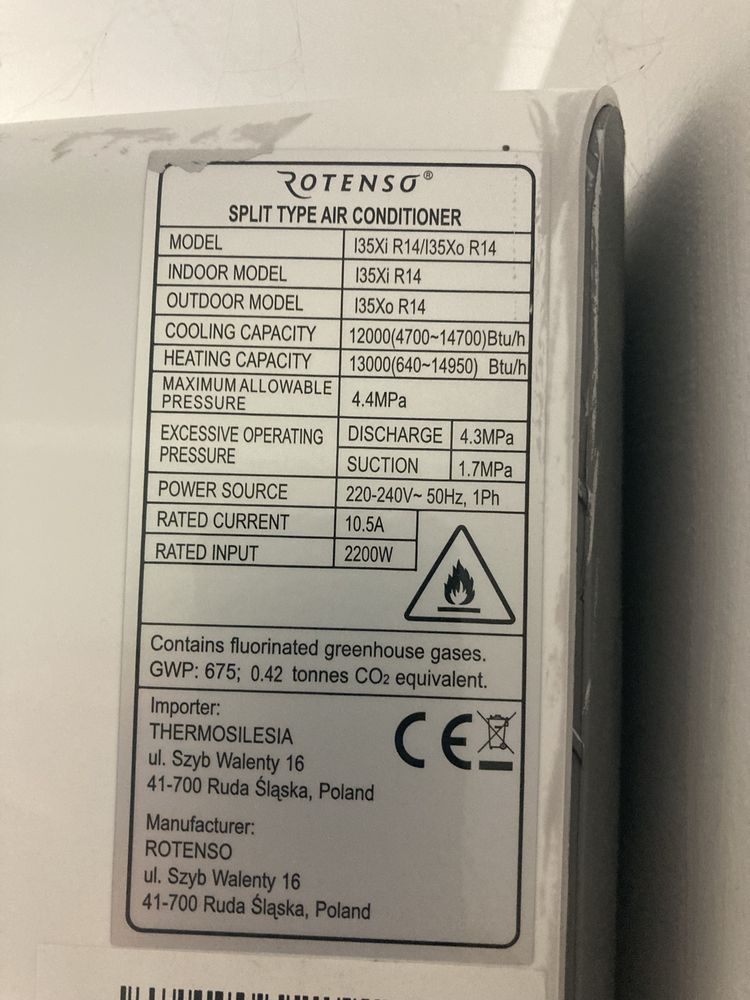 ROTENSO®
SPLIT TYPE AIR CONDITIONER
MODEL I35Xi R14/I35Xo R14
INDOOR MODEL I35Xi R14
OUTDOOR MODEL I35Xo R14
COOLING CAPACITY 12000(4700~14700)Btu/h
HEATING CAPACITY 13000(640~14950) Btu/h
MAXIMUM ALLOWABLE
PRESSURE 4.4MPa
EXCESSIVE OPERATING
PRESSURE
DISCHARGE 4.3MPa
SUCTION 1.7MPa
POWER SOURCE 220-240V~ 50Hz, 1Ph
RATED CURRENT 10.5A
RATED INPUT 2200W
Contains fluorinated greenhouse gases.
GWP: 675; 0.42 tonnes CO2 equivalent.
Importer:
THERMOSILESIA
ul. Szyb Walenty 16
41-700 Ruda Śląska, Poland
CE
Manufacturer:
ROTENSO
ul. Szyb Walenty 16
41-700 Ruda Śląska, Poland